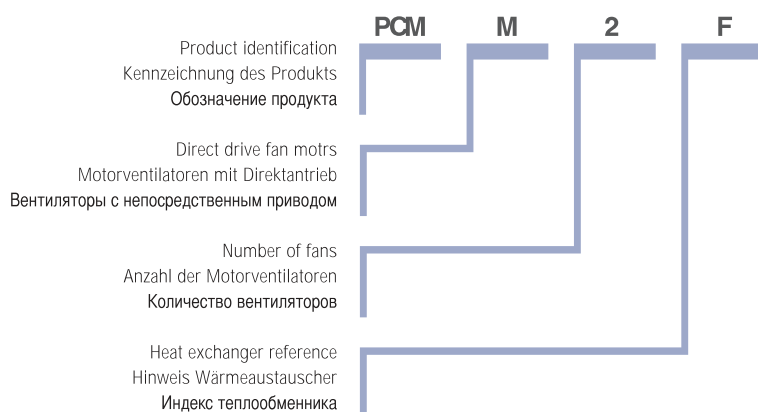 PCM M 2 F
Product identification
Kennzeichnung des Produkts
Обозначение продукта
Direct drive fan motrs
Motorventilatoren mit Direktantrieb
Вентиляторы с непосредственным приводом
Number of fans
Anzahl der Motorventilatoren
Количество вентиляторов
Heat exchanger reference
Hinweis Wärmeaustauscher
Индекс теплообменника